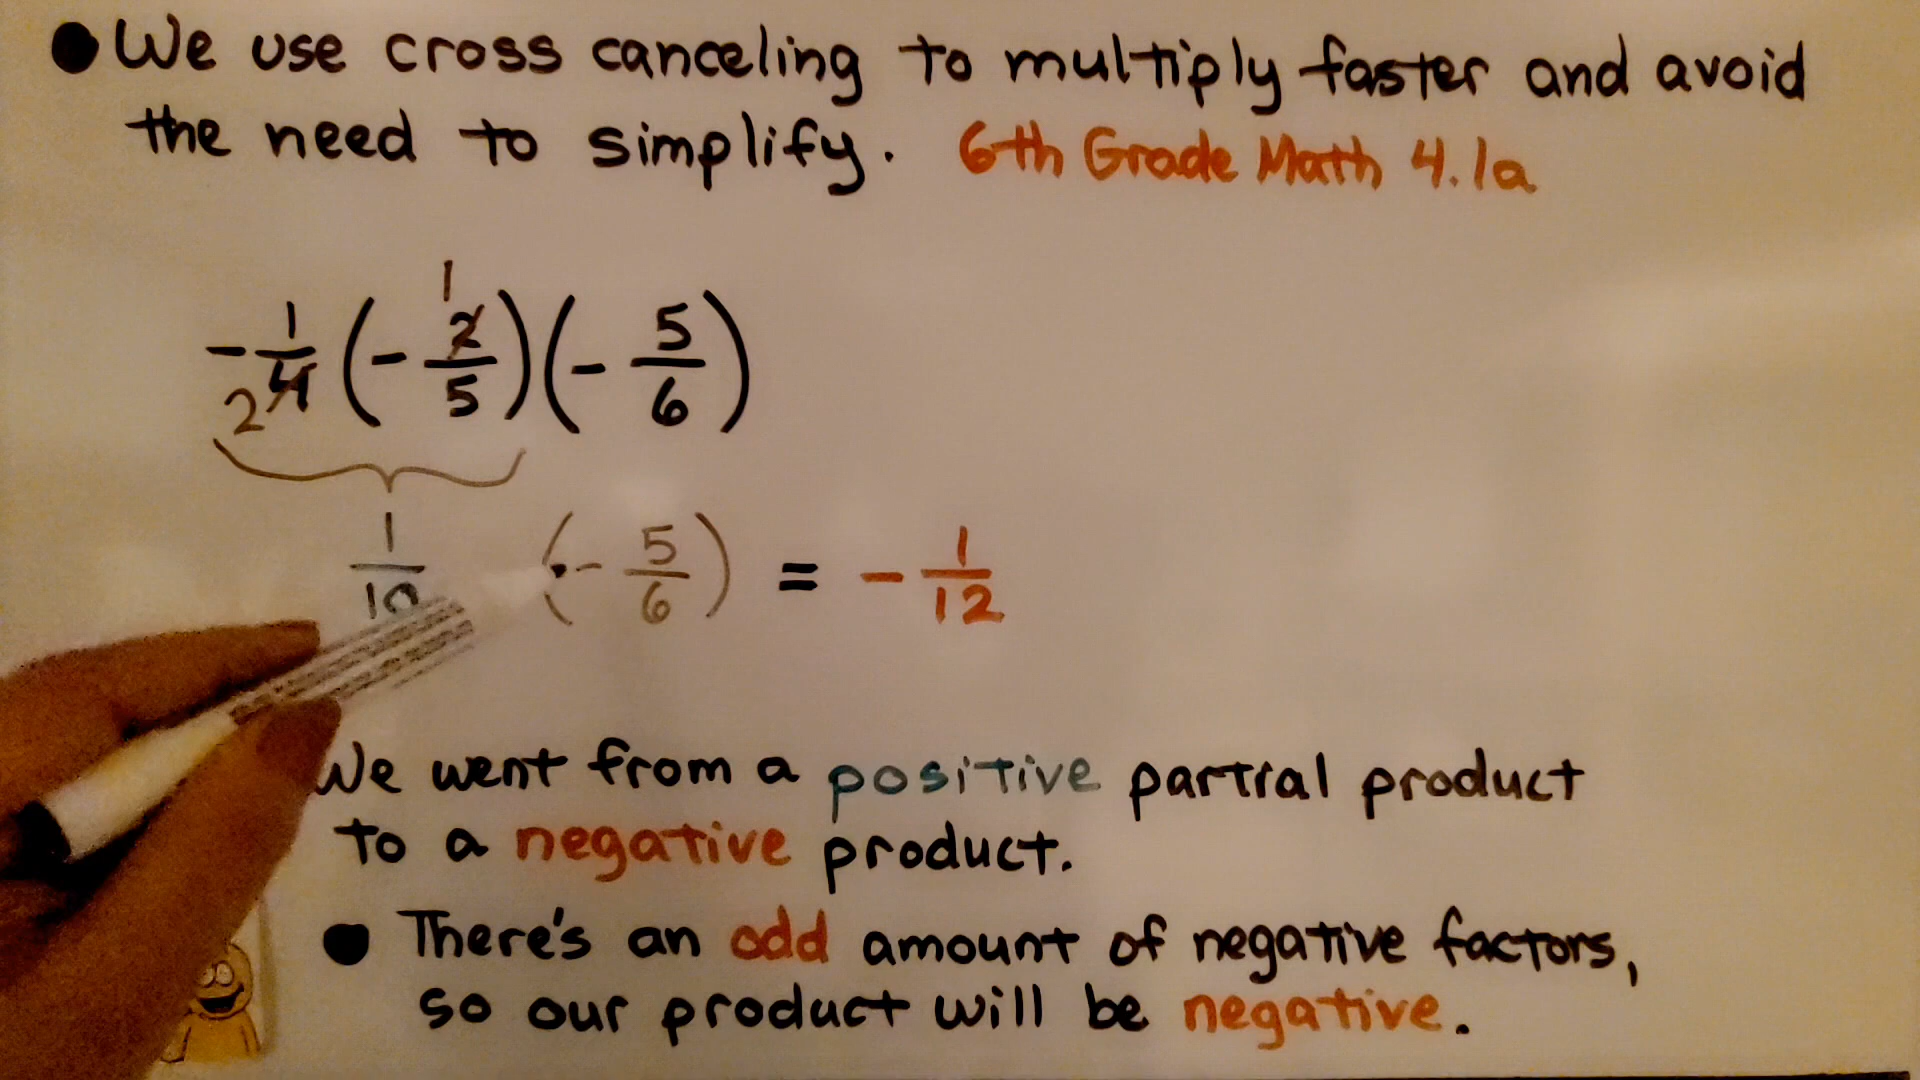 ● We use cross canceling to multiply faster and avoid
the need to simplify. 6th Grade Math 4.1a
1
- 1/4 (- 2/5) (- 5/6)
2
1/10 (- 5/6) = - 1/12
We went from a positive partial product
to a negative product.
● There's an odd amount of negative factors,
so our product will be negative.